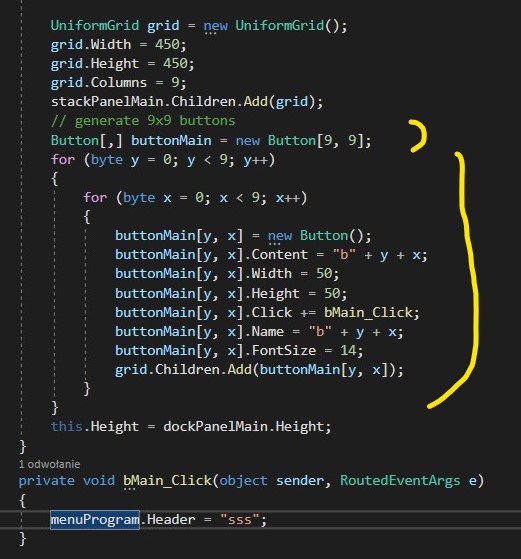 UniformGrid grid = new UniformGrid();
grid.Width = 450;
grid.Height = 450;
grid.Columns = 9;
stackPanelMain.Children.Add(grid);
// generate 9x9 buttons
Button[,] buttonMain = new Button[9, 9];
for (byte y = 0; y < 9; y++)
{
for (byte x = 0; x < 9; x++)
{
buttonMain[y, x] = new Button();
buttonMain[y, x].Content = "b" + y + x;
buttonMain[y, x].Width = 50;
buttonMain[y, x].Height = 50;
buttonMain[y, x].Click += bMain_Click;
buttonMain[y, x].Name = "b" + y + x;
buttonMain[y, x].FontSize = 14;
grid.Children.Add(buttonMain[y, x]);
}
}
this.Height = dockPanelMain.Height;
}
1 odwołanie
private void bMain_Click(object sender, RoutedEventArgs e)
{
menuProgram.Header = "sss";
}